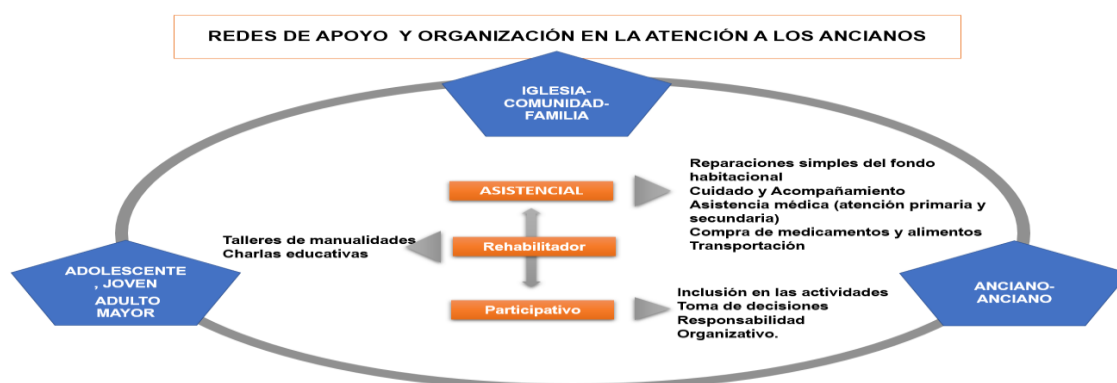 REDES DE APOYO Y ORGANIZACIÓN EN LA ATENCIÓN A LOS ANCIANOS
IGLESIA-
COMUNIDAD-
FAMILIA
ASISTENCIAL
Reparaciones simples del fondo
habitacional
Cuidado y Acompañamiento
Asistencia médica (atención primaria y
secundaria)
Compra de medicamentos y alimentos
Transportación
Talleres de manualidades
Charlas educativas
Rehabilitador
ADOLESCENTE
, JOVEN
ADULTO
MAYOR
ANCIANO-
ANCIANO
Participativo
Inclusión en las actividades
Toma de decisiones
Responsabilidad
Organizativo.